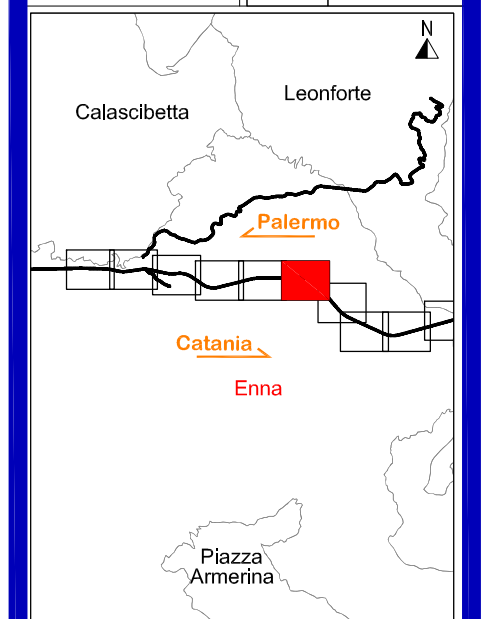 N
Leonforte
Calascibetta
Palermo
Catania
Enna
Piazza
Armerina